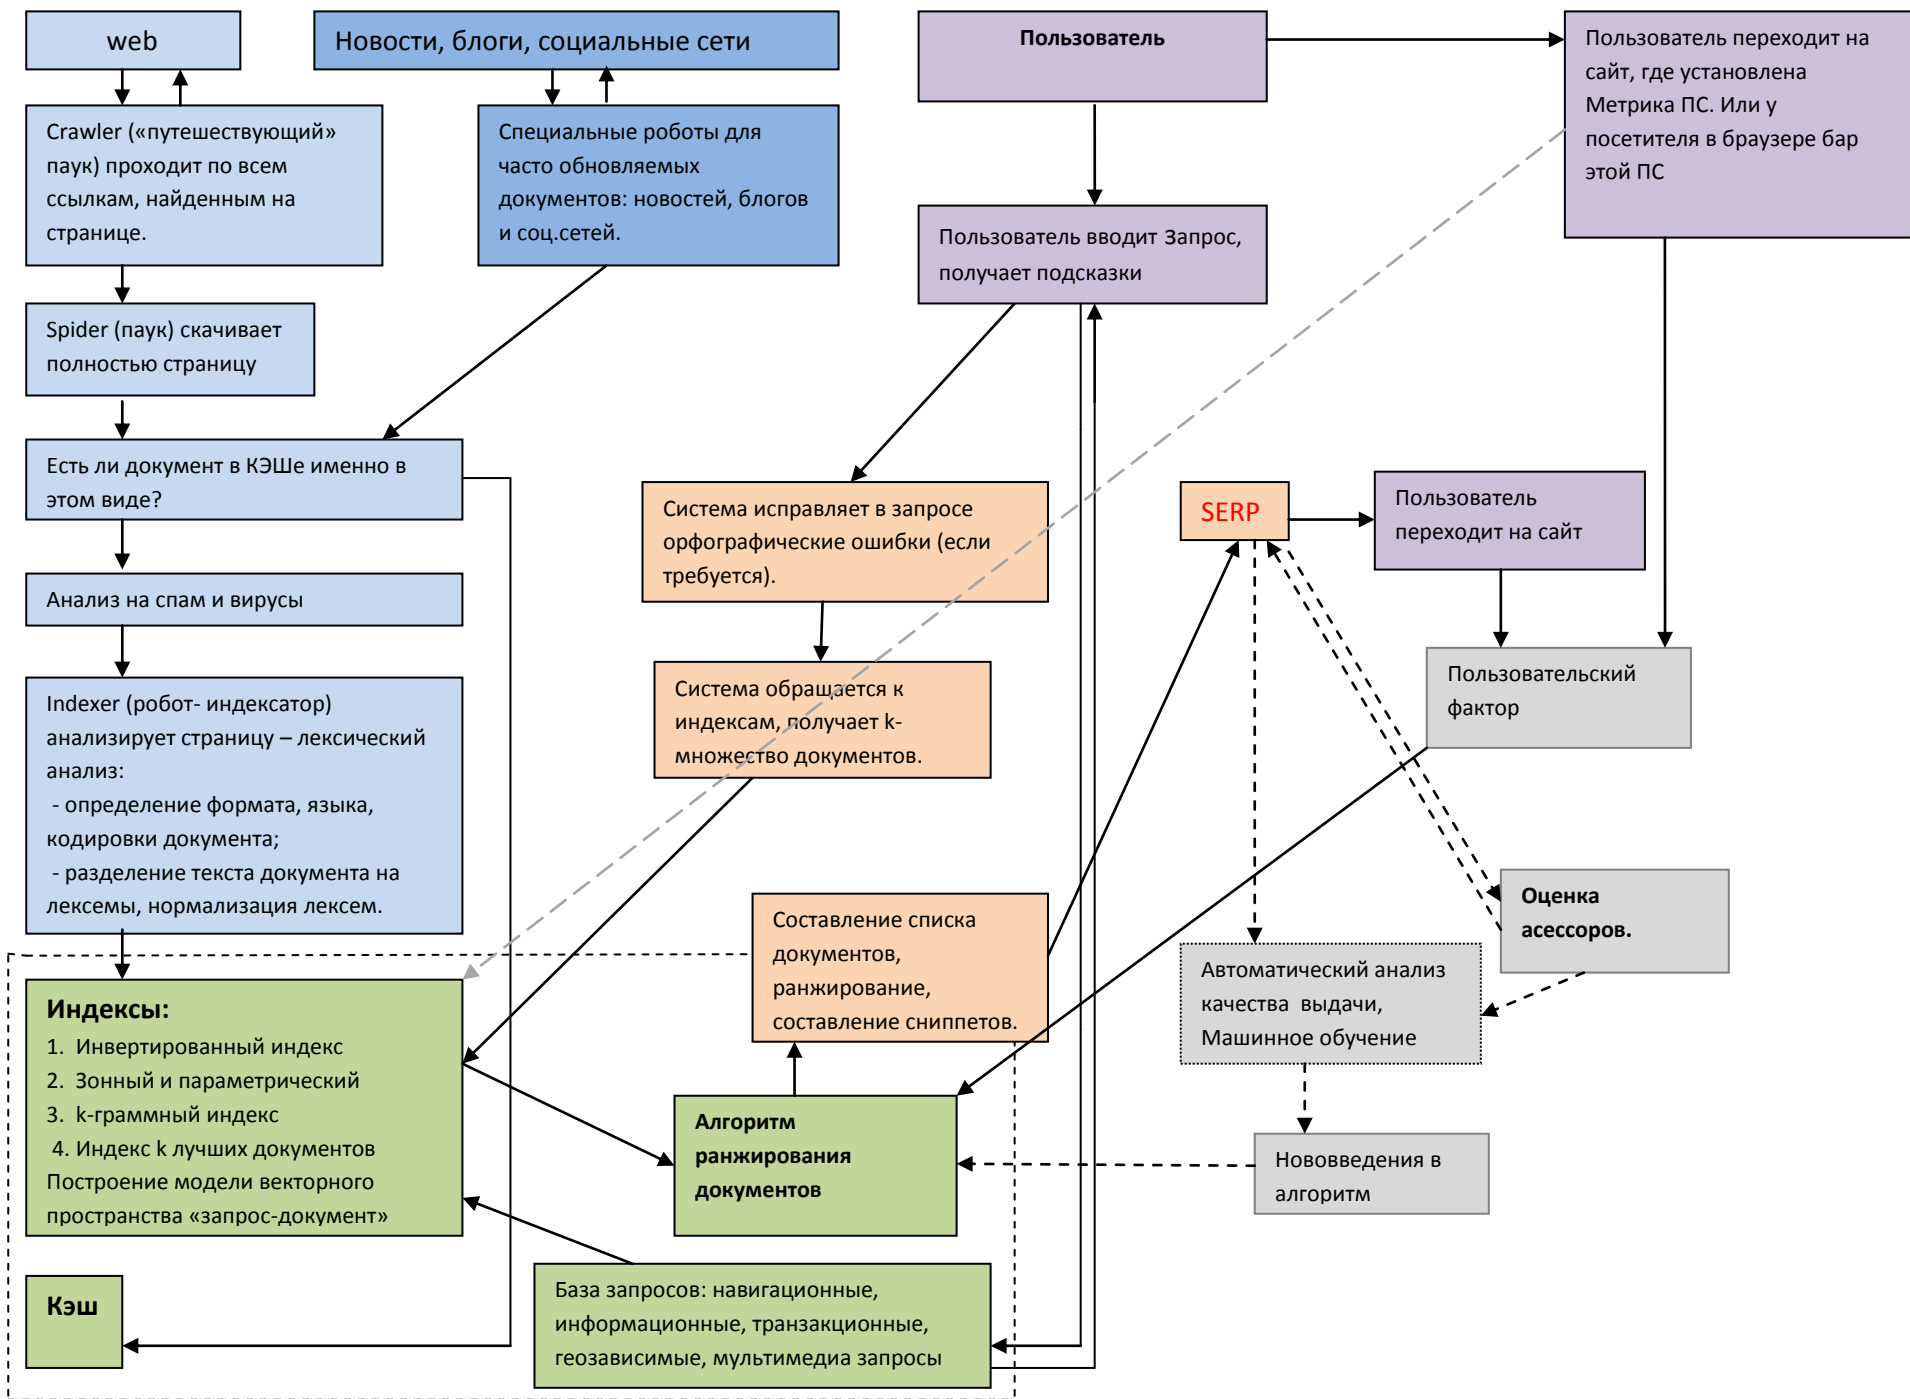 web
Новости, блоги, социальные сети
Пользователь
Пользователь переходит на
сайт, где установлена
Метрика ПС. Или у
посетителя в браузере бар
этой ПС
Crawler («путешествующий»
паук) проходит по всем
ссылкам, найденным на
странице.
Специальные роботы для
часто обновляемых
документов: новостей, блогов
и соц.сетей.
Пользователь вводит Запрос,
получает подсказки
Spider (паук) скачивает
полностью страницу
Есть ли документ в КЭШе именно в
этом виде?
Система исправляет в запросе
орфографические ошибки (если
требуется).
SERP
Пользователь
переходит на сайт
Анализ на спам и вирусы
Система обращается к
индексам, получает k-
множество документов.
Пользовательский
фактор
Indexer (робот- индексатор)
анализирует страницу – лексический
анализ:
- определение формата, языка,
кодировки документа;
- разделение текста документа на
лексемы, нормализация лексем.
Составление списка
документов,
ранжирование,
составление сниппетов.
Оценка
асессоров.
Автоматический анализ
качества выдачи,
Машинное обучение
Индексы:
1. Инвертированный индекс
2. Зонный и параметрический
3. k-граммный индекс
4. Индекс k лучших документов
Построение модели векторного
пространства «запрос-документ»
Алгоритм
ранжирования
документов
Нововведения в
алгоритм
Кэш
База запросов: навигационные,
информационные, транзакционные,
геозависимые, мультимедиа запросы